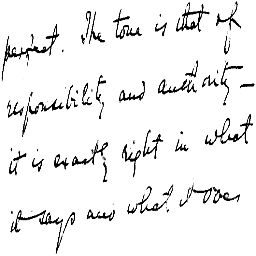 perfect. The tone is that of
responsibility and authority —
it is exactly right in what
it says and what it does